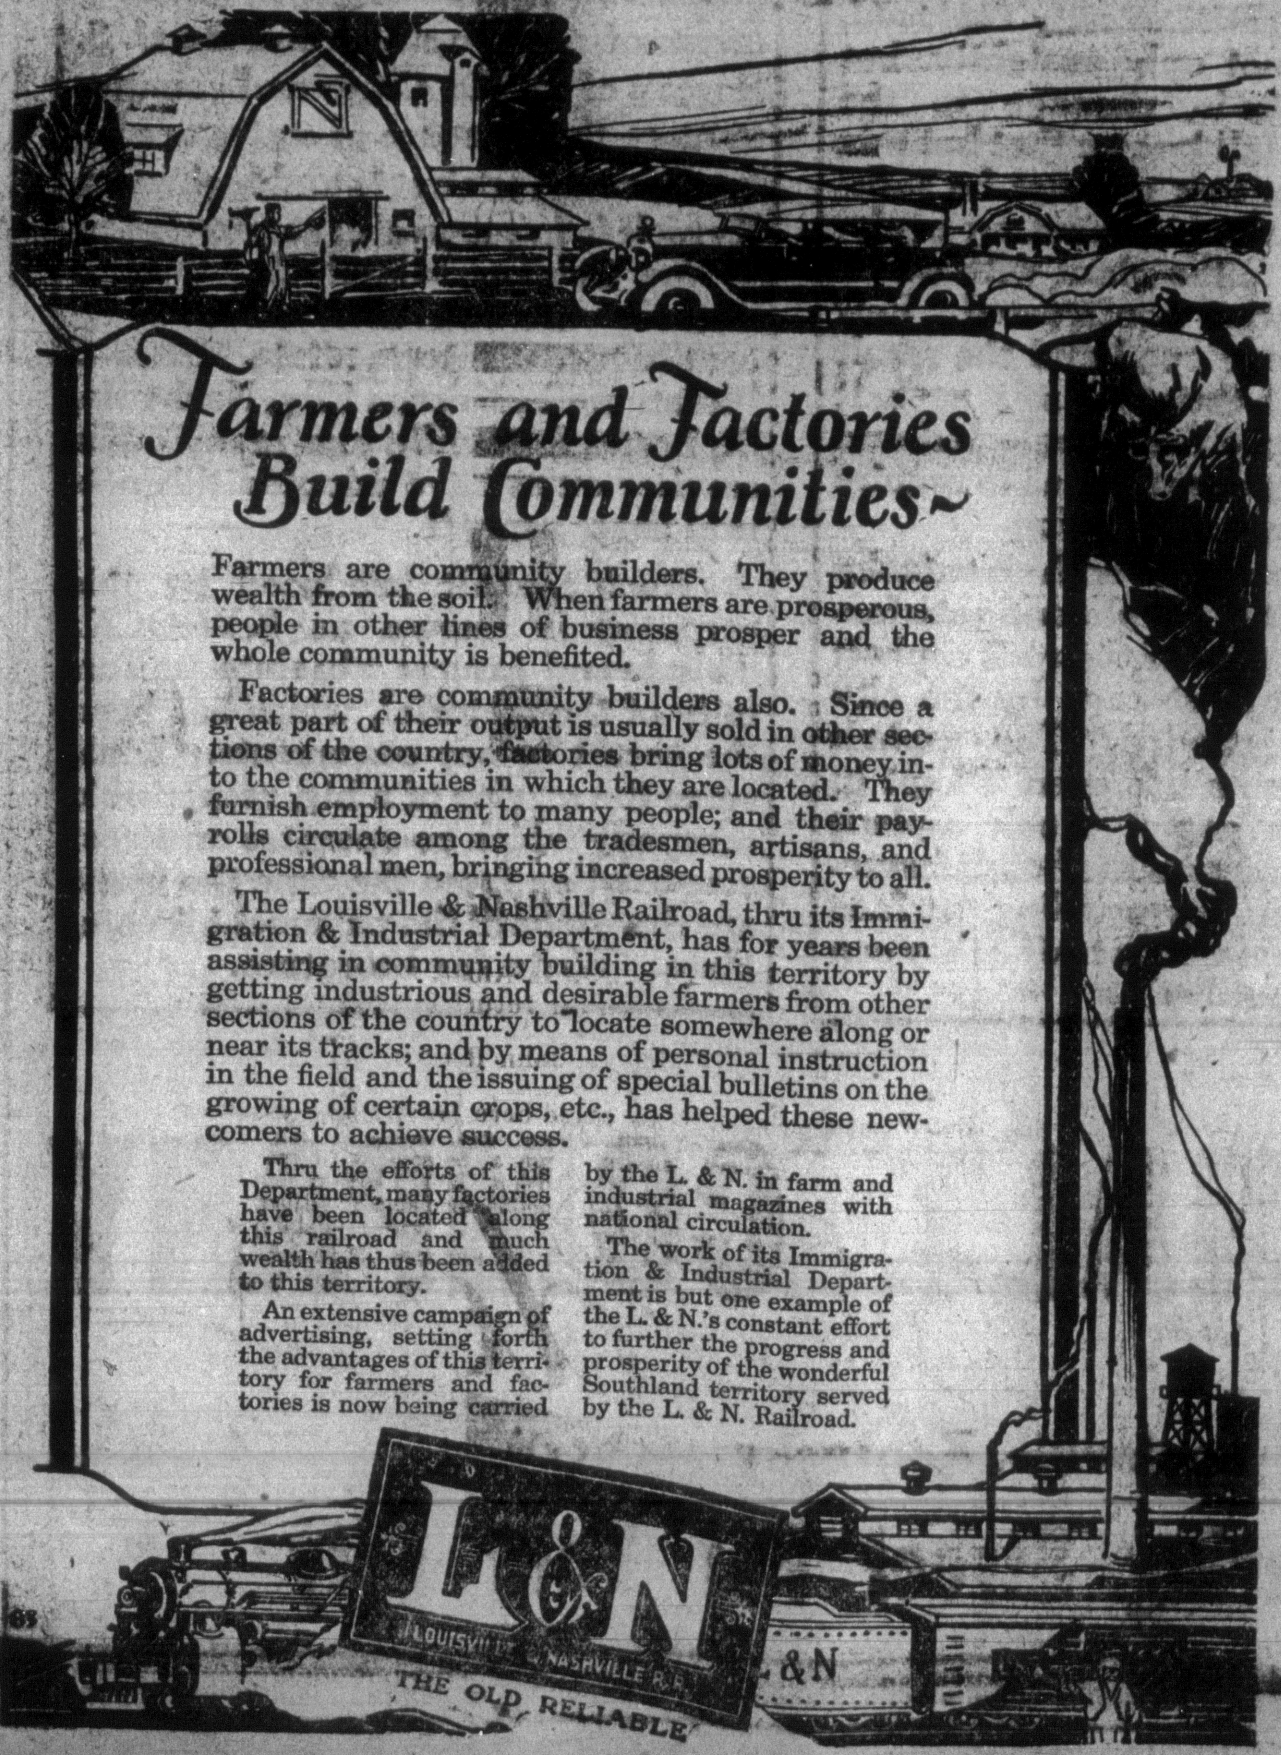 Farmers and Factories
Build Communities~
Farmers are community builders. They produce
wealth from the soil. When farmers are prosperous,
people in other lines of business prosper and the
whole community is benefited.
Factories are community builders also. Since a
great part of their output is usually sold in other sec-
tions of the country, factories bring lots of money in-
to the communities in which they are located. They
furnish employment to many people; and their pay-
rolls circulate among the tradesmen, artisans, and
professional men, bringing increased prosperity to all.
The Louisville & Nashville Railroad, thru its Immi-
gration & Industrial Department, has for years been
assisting in community building in this territory by
getting industrious and desirable farmers from other
sections of the country to locate somewhere along or
near its tracks; and by means of personal instruction
in the field and the issuing of special bulletins on the
growing of certain crops, etc., has helped these new-
comers to achieve success.
Thru the efforts of this
Department, many factories
have been located along
this railroad and much
wealth has thus been added
to this territory.
An extensive campaign of
advertising, setting forth
the advantages of this terri-
tory for farmers and fac-
tories is now being carried
by the L. & N. in farm and
industrial magazines with
national circulation.
The work of its Immigra-
tion & Industrial Depart-
ment is but one example of
the L. & N.'s constant effort
to further the progress and
prosperity of the wonderful
Southland territory served
by the L. & N. Railroad.
L&N
LOUISVILLE & NASHVILLE R.R.
THE OLD RELIABLE
L&N